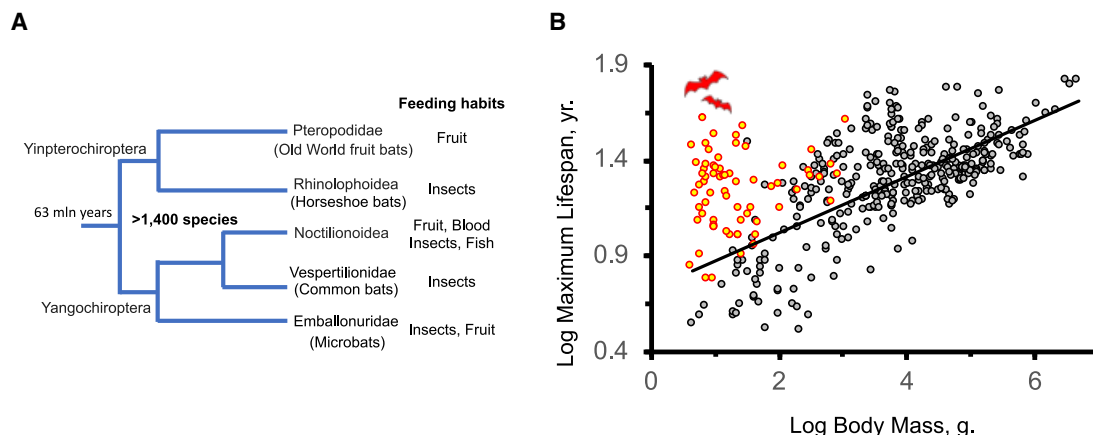 A
Feeding habits
Pteropodidae
(Old World fruit bats)
Fruit
Yinpterochiroptera
Rhinolophoidea
(Horseshoe bats)
Insects
63 mln years
>1,400 species
Noctilionoidea
Fruit, Blood
Insects, Fish
Vespertilionidae
(Common bats)
Insects
Yangochiroptera
Emballonuridae
(Microbats)
Insects, Fruit
B
Log Maximum Lifespan, yr.
1.9
1.4
0.9
0.4
0
2
4
6
Log Body Mass, g.